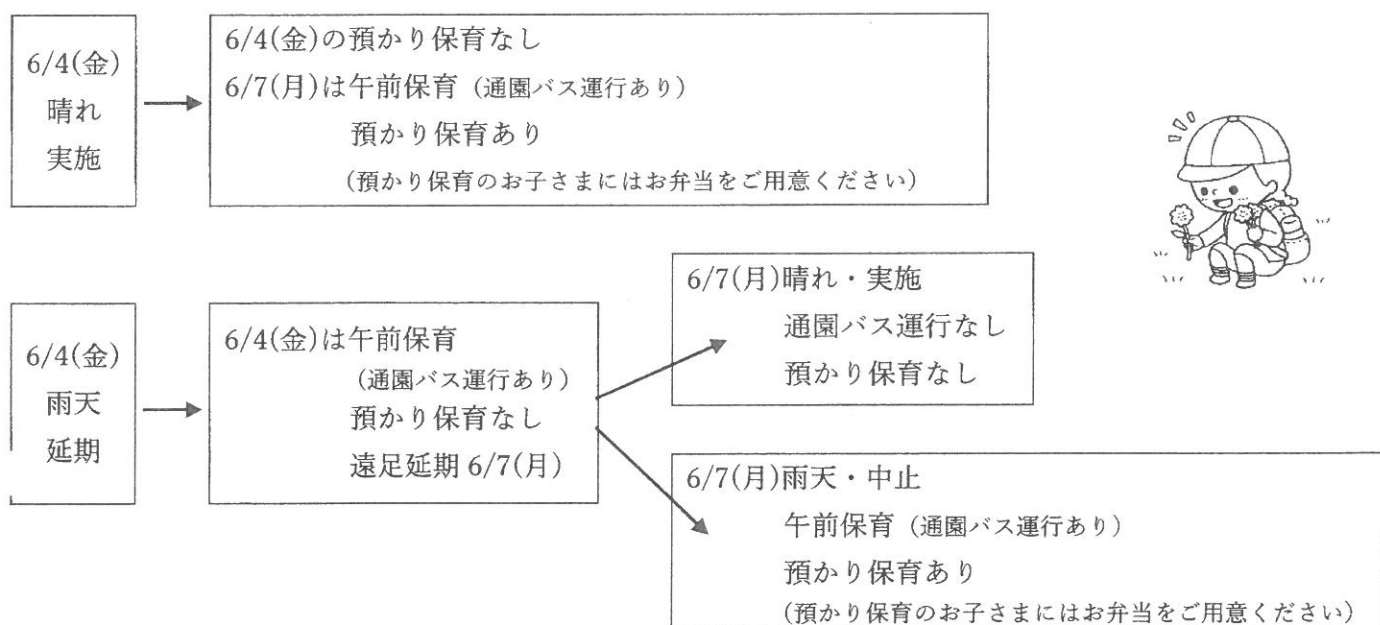 6/4(金)
晴れ
実施
6/4(金)の預かり保育なし
6/7(月)は午前保育（通園バス運行あり）
預かり保育あり
（預かり保育のお子さまにはお弁当をご用意ください）
6/4(金)
雨天
延期
6/4(金)は午前保育
（通園バス運行あり）
預かり保育なし
遠足延期 6/7(月)
6/7(月)晴れ・実施
通園バス運行なし
預かり保育なし
6/7(月)雨天・中止
午前保育（通園バス運行あり）
預かり保育あり
（預かり保育のお子さまにはお弁当をご用意ください）